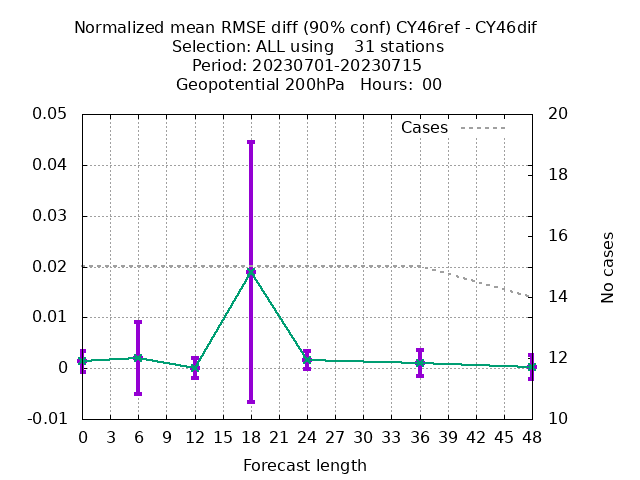 Normalized mean RMSE diff (90% conf) CY46ref - CY46dif
Selection: ALL using 31 stations
Period: 20230701-20230715
Geopotential 200hPa Hours: 00
Cases
0.05
0.04
0.03
0.02
0.01
0
-0.01
20
18
16
14
12
10
No cases
0 3 6 9 12 15 18 21 24 27 30 33 36 39 42 45 48
Forecast length